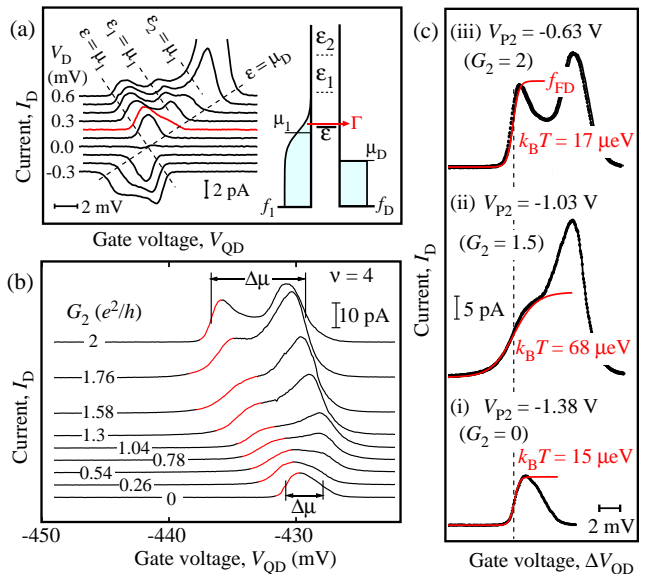 (a)
V_D
(mV)
ε=μ_1
ε_1=μ_1
ε_2=μ_1
ε=μ_D
0.6
0.3
0.0
-0.3
2 mV
2 pA
Current, I_D
Gate voltage, V_QD
ε_2
ε_1
μ_1
Γ
ε
μ_D
f_1
f_D
(b)
Δμ
ν = 4
G_2 (e²/h)
10 pA
2
1.76
1.58
1.3
1.04
0.78
0.54
0.26
0
Δμ
Current, I_D
-450
-440
-430
Gate voltage, V_QD (mV)
(c)
(iii) V_P2 = -0.63 V
(G_2 = 2)
f_FD
k_BT = 17 μeV
(ii) V_P2 = -1.03 V
(G_2 = 1.5)
5 pA
k_BT = 68 μeV
(i) V_P2 = -1.38 V
(G_2 = 0)
k_BT = 15 μeV
2 mV
Current, I_D
Gate voltage, ΔV_QD